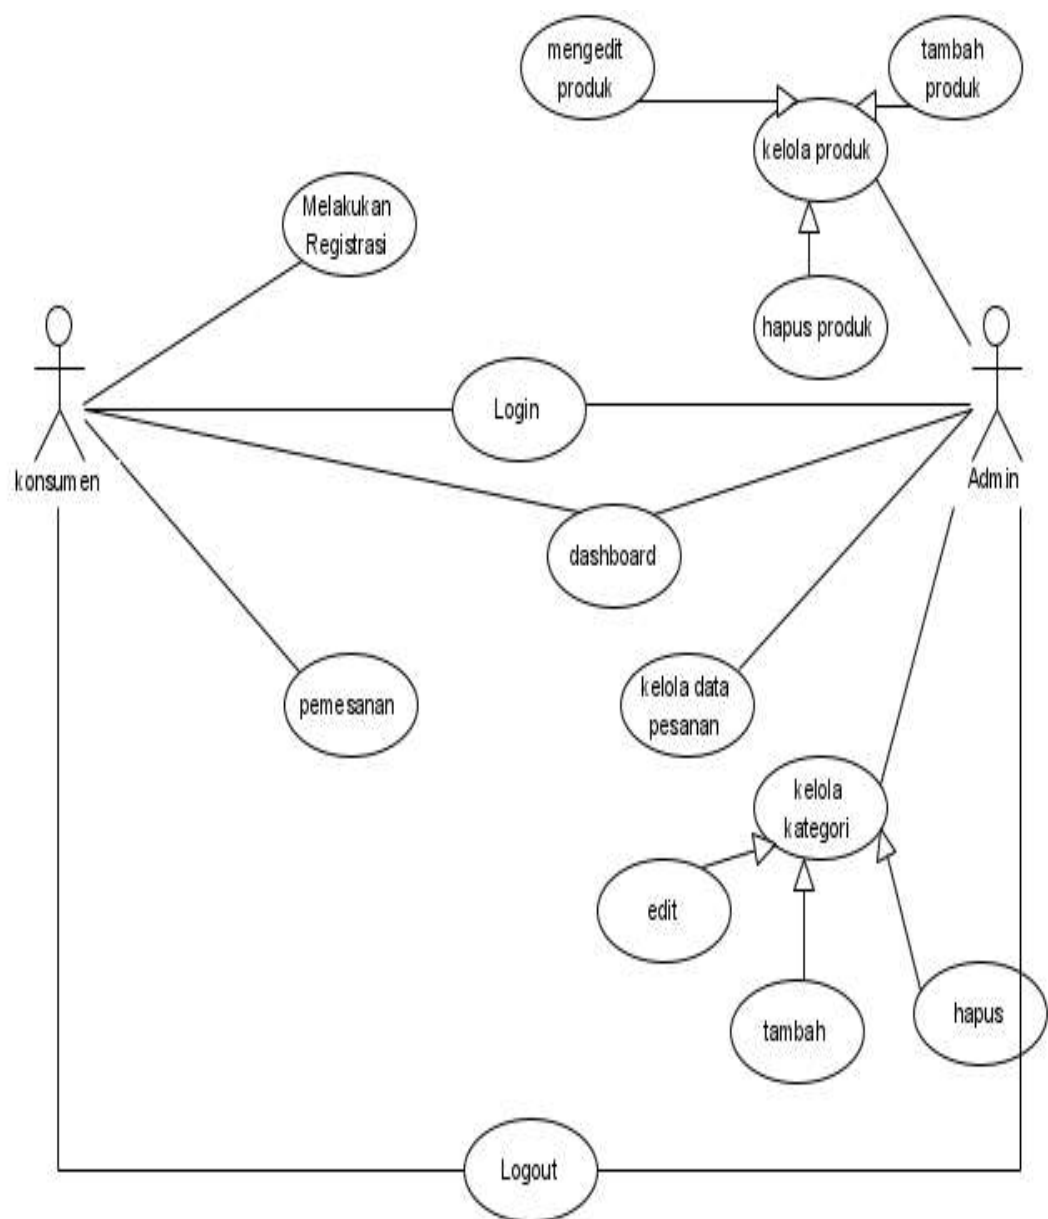 mengedit
produk
tambah
produk
kelola produk
Melakukan
Registrasi
hapus produk
Login
konsumen
Admin
dashboard
pemesanan
kelola data
pesanan
kelola
kategori
edit
tambah
hapus
Logout